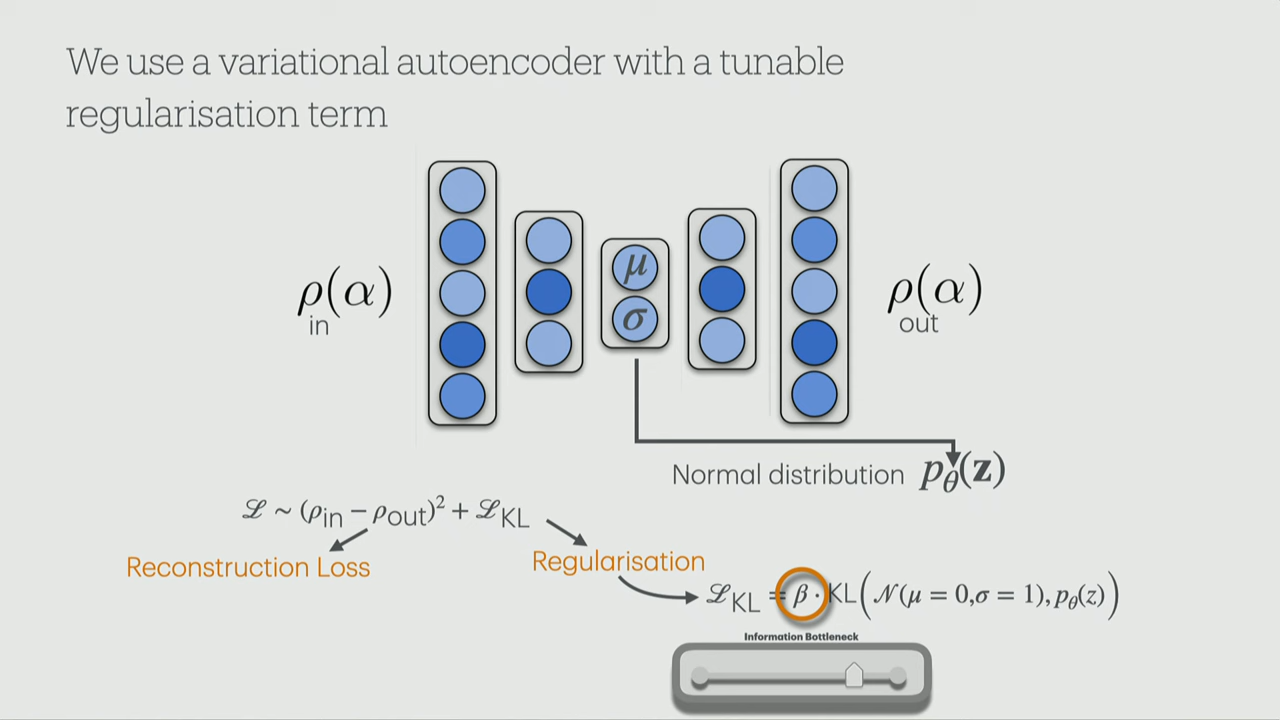 We use a variational autoencoder with a tunable
regularisation term
ρ(α)
in
μ
σ
ρ(α)
out
Normal distribution p_θ(z)
ℒ ~ (ρ_in − ρ_out)² + ℒ_KL
Reconstruction Loss
Regularisation
ℒ_KL = β · KL(𝒩(μ = 0,σ = 1), p_θ(z))
Information Bottleneck